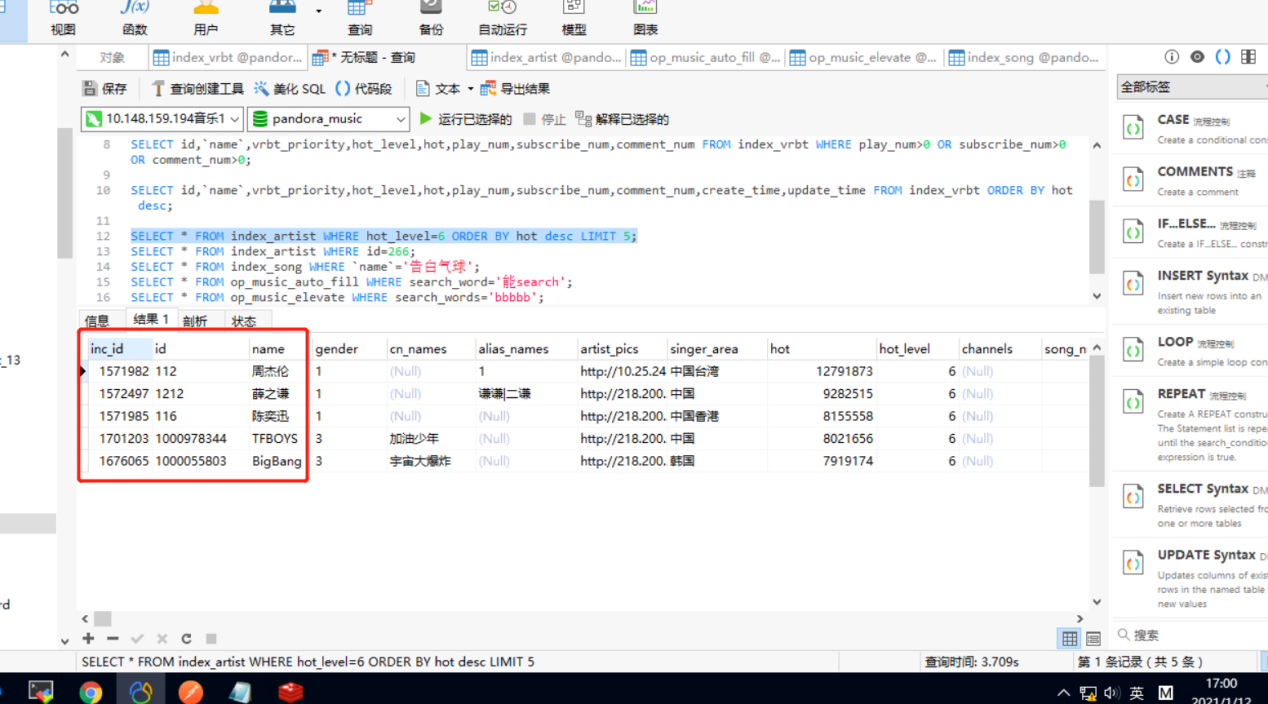 视图 函数 用户 其它 查询 备份 自动运行 模型 图表
对象 index_vrbt @pandor... * 无标题 - 查询 index_artist @pando... op_music_auto_fill @... op_music_elevate @... index_song @pando...
保存 查询创建工具 美化 SQL () 代码段 文本 导出结果
全部标签
10.148.159.194音乐1 pandora_music 运行已选择的 停止 解释已选择的
8 SELECT id,`name`,vrbt_priority,hot_level,hot,play_num,subscribe_num,comment_num FROM index_vrbt WHERE play_num>0 OR subscribe_num>0
OR comment_num>0;
9
10 SELECT id,`name`,vrbt_priority,hot_level,hot,play_num,subscribe_num,comment_num,create_time,update_time FROM index_vrbt ORDER BY hot
desc;
11
12 SELECT * FROM index_artist WHERE hot_level=6 ORDER BY hot desc LIMIT 5;
13 SELECT * FROM index_artist WHERE id=266;
14 SELECT * FROM index_song WHERE `name`='告白气球';
15 SELECT * FROM op_music_auto_fill WHERE search_word='能search';
16 SELECT * FROM op_music_elevate WHERE search_words='bbbbb';
信息 结果 1 剖析 状态
inc_id id name gender cn_names alias_names artist_pics singer_area hot hot_level channels song_n
1571982 112 周杰伦 1 (Null) 1 http://10.25.24 中国台湾 12791873 6 (Null)
1572497 1212 薛之谦 1 (Null) 谦谦|二谦 http://218.200. 中国 9282515 6 (Null)
1571985 116 陈奕迅 1 (Null) (Null) http://218.200. 中国香港 8155558 6 (Null)
1701203 1000978344 TFBOYS 3 加油少年 (Null) http://218.200. 中国 8021656 6 (Null)
1676065 1000055803 BigBang 3 宇宙大爆炸 (Null) http://218.200. 韩国 7919174 6 (Null)
_13
rd
CASE 流程控制
Create a conditional cons
COMMENTS 注释
Create a comment
IF...ELSE... 流程控制
Create a IF...ELSE... constr
INSERT Syntax DM
Insert new rows into an
existing table
LOOP 流程控制
Create a simple loop con
REPEAT 流程控制
Create A REPEAT constru
The Statement list is repe
until the search_conditio
expression is true.
SELECT Syntax DM
Retrieve rows selected fro
one or more tables
UPDATE Syntax D
Updates columns of exist
rows in the named table
new values
搜索
SELECT * FROM index_artist WHERE hot_level=6 ORDER BY hot desc LIMIT 5 查询时间: 3.709s 第 1 条记录 ( 共 5 条 )
英 M 17:00
2021/1/12